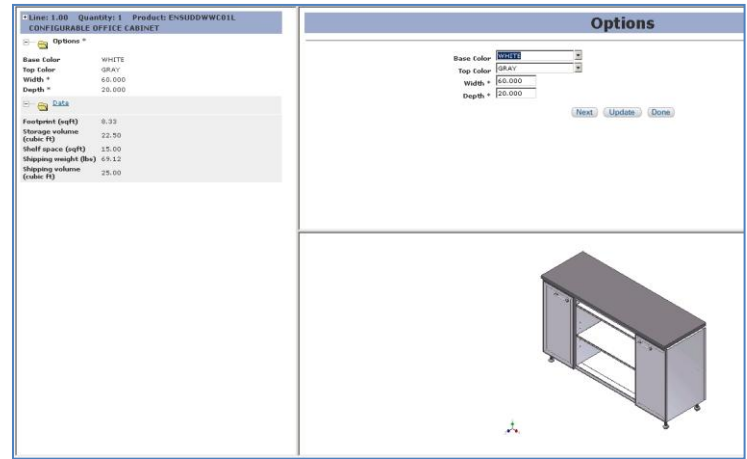 Line: 1.00 Quantity: 1 Product: ENSUDDWWC01L
CONFIGURABLE OFFICE CABINET
Options *
Base Color WHITE
Top Color GRAY
Width * 60.000
Depth * 20.000
Data
Footprint (sqft) 8.33
Storage volume
(cubic ft) 22.50
Shelf space (sqft) 15.00
Shipping weight (lbs) 69.12
Shipping volume
(cubic ft) 25.00
Options
Base Color WHITE
Top Color GRAY
Width * 60.000
Depth * 20.000
Next Update Done